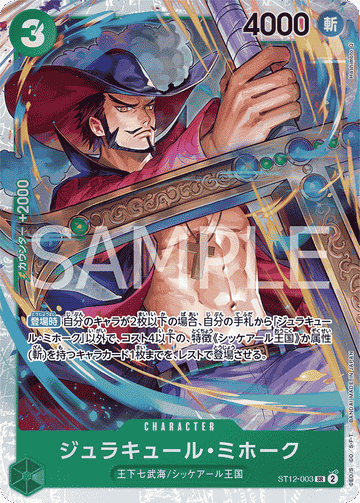 3
4000
斬
カウンター +2000
SAMPLE
登場時 自分のキャラが2枚以下の場合、自分の手札から「ジュラキュー
ル・ミホーク」以外で、コスト4以下の、特徴《シッケアール王国》か属性
(斬)を持つキャラカード1枚までを、レストで登場させる。
CHARACTER
ジュラキュール・ミホーク
王下七武海/シッケアール王国
ST12-003 SR 2